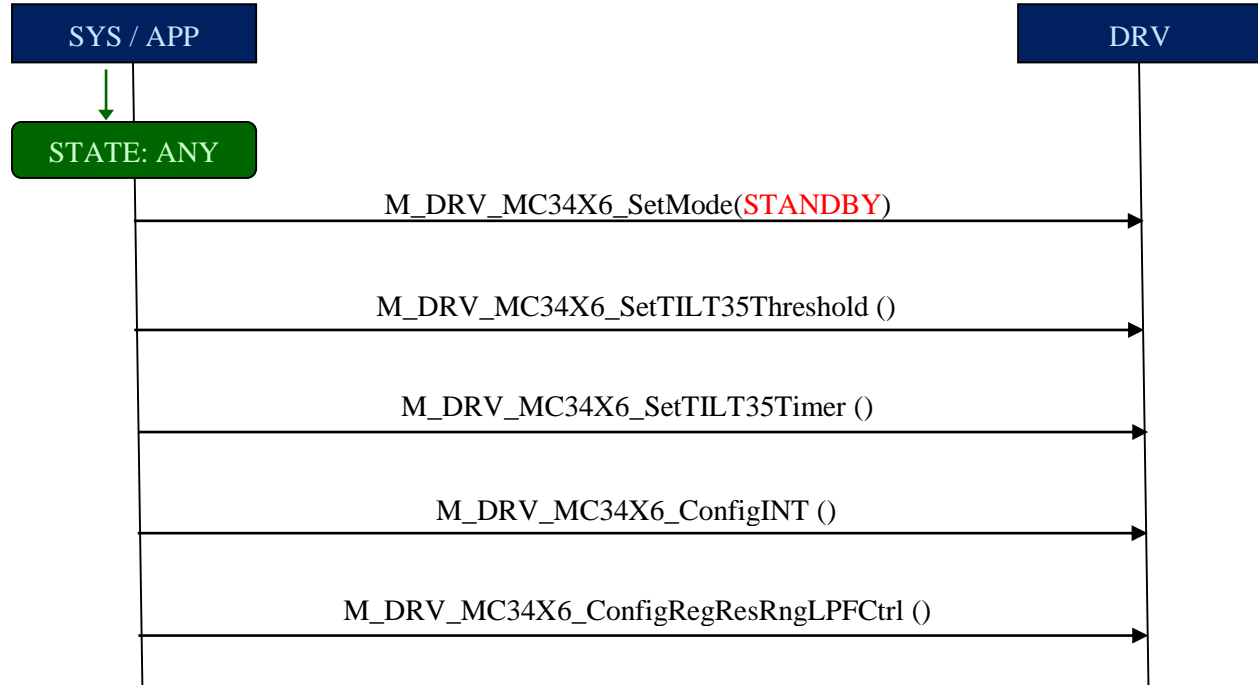 SYS / APP
DRV
STATE: ANY
M_DRV_MC34X6_SetMode(STANDBY)
M_DRV_MC34X6_SetTILT35Threshold ()
M_DRV_MC34X6_SetTILT35Timer ()
M_DRV_MC34X6_ConfigINT ()
M_DRV_MC34X6_ConfigRegResRngLPFCtrl ()